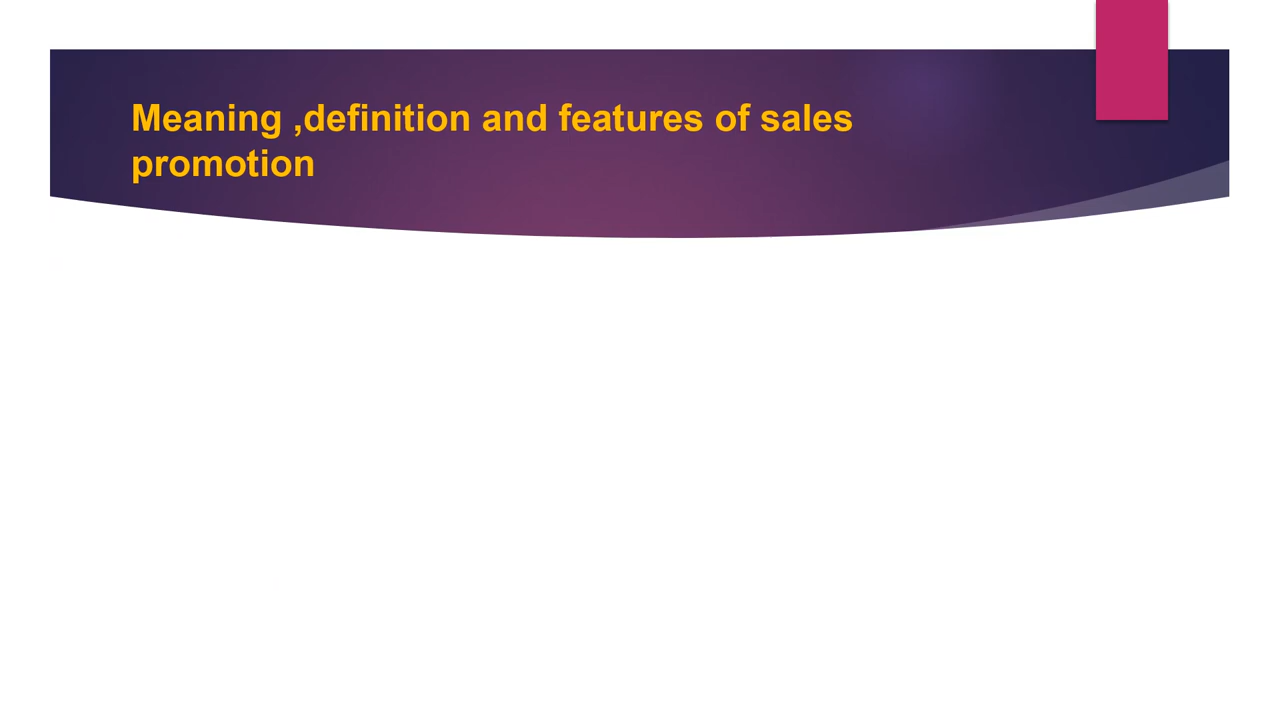 Meaning ,definition and features of sales
promotion